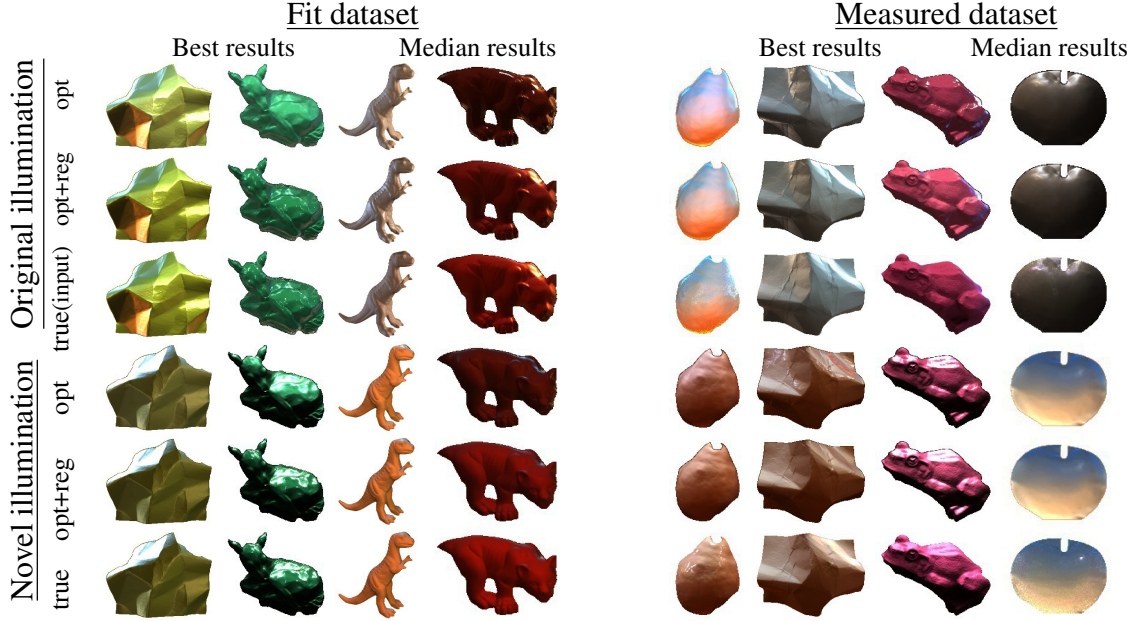 Fit dataset
Measured dataset
Best results
Median results
Best results
Median results
Original illumination
opt
opt+reg
true(input)
Novel illumination
opt
opt+reg
true